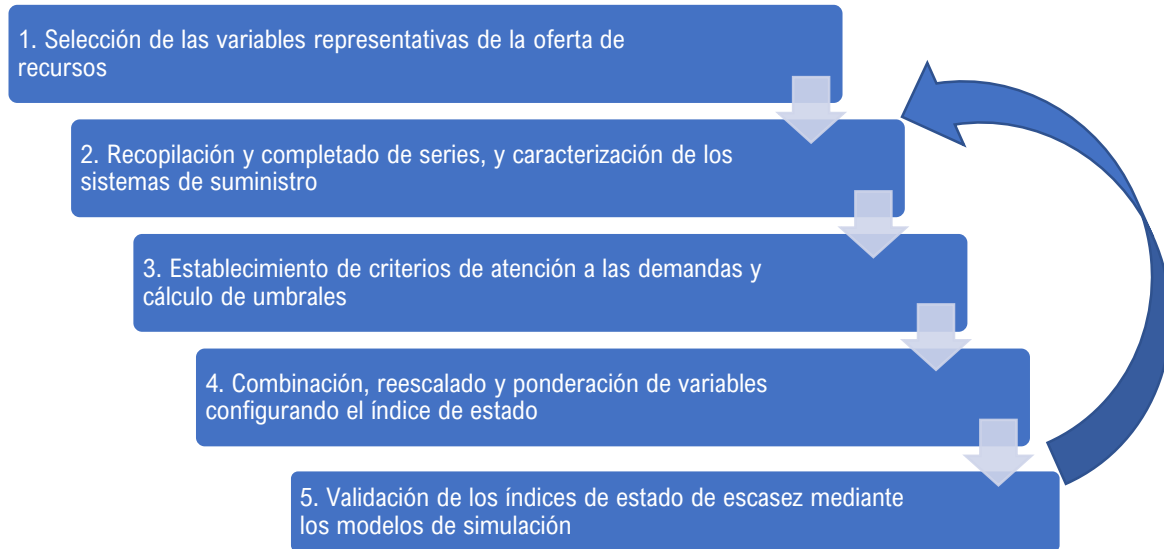 1. Selección de las variables representativas de la oferta de
recursos
2. Recopilación y completado de series, y caracterización de los
sistemas de suministro
3. Establecimiento de criterios de atención a las demandas y
cálculo de umbrales
4. Combinación, reescalado y ponderación de variables
configurando el índice de estado
5. Validación de los índices de estado de escasez mediante
los modelos de simulación